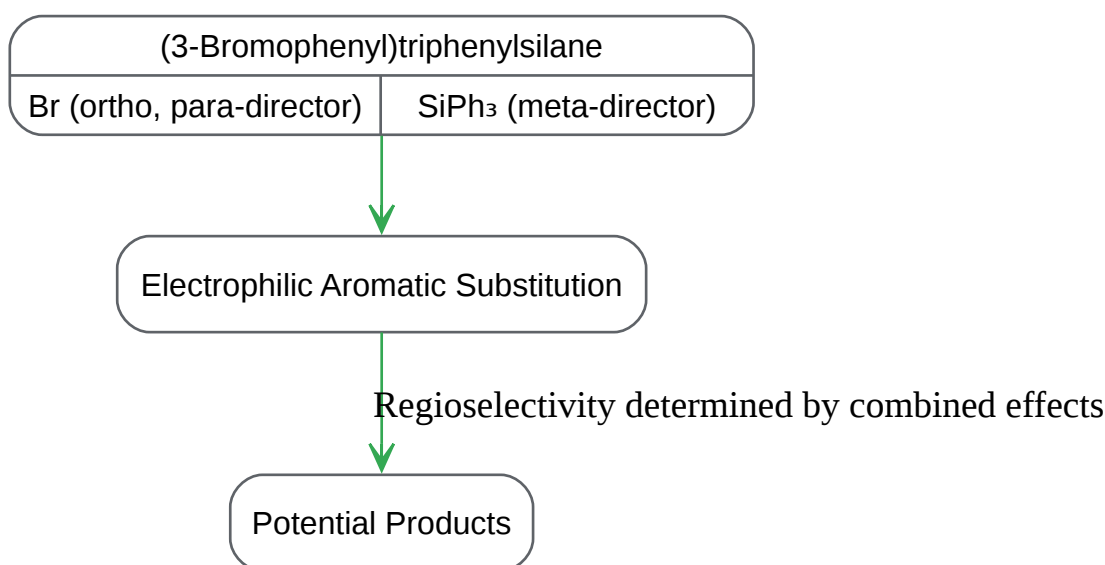 (3-Bromophenyl)triphenylsilane
Br (ortho, para-director)
SiPh₃ (meta-director)
Electrophilic Aromatic Substitution
Regioselectivity determined by combined effects
Potential Products